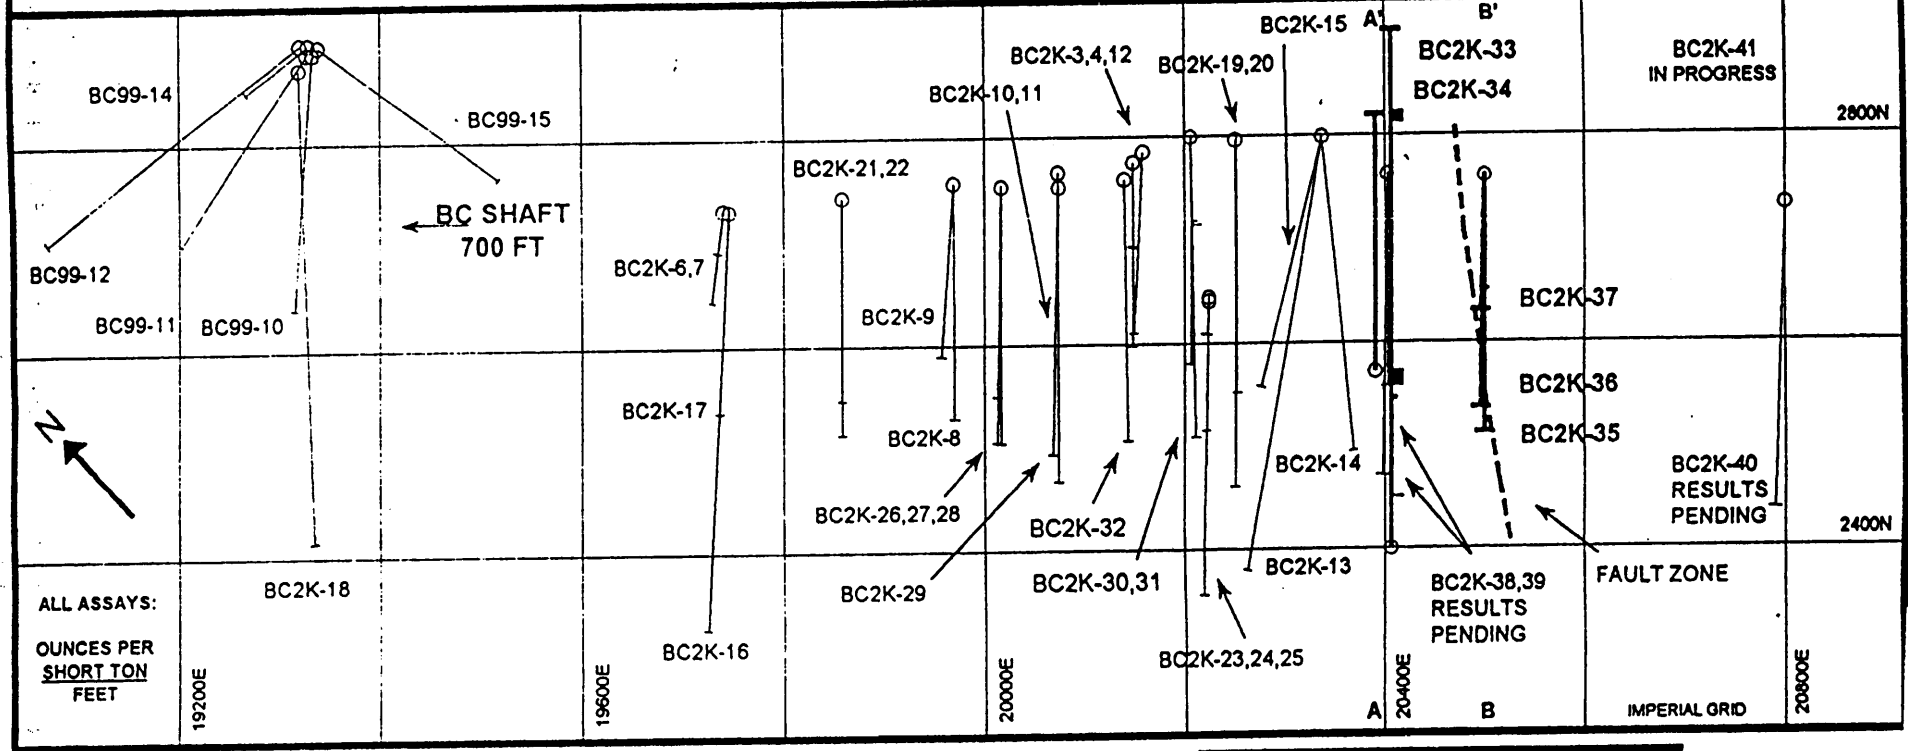 BC2K-15
A'
B'
BC2K-3,4,12
BC2K-33
BC2K-41
IN PROGRESS
BC2K-19,20
BC99-14
BC2K-10,11
BC2K-34
BC99-15
2800N
BC2K-21,22
BC SHAFT
700 FT
BC99-12
BC2K-6,7
BC2K-37
BC99-11
BC99-10
BC2K-9
BC2K-36
N
BC2K-17
BC2K-8
BC2K-35
BC2K-14
BC2K-40
RESULTS
PENDING
BC2K-26,27,28
BC2K-32
2400N
BC2K-18
BC2K-29
BC2K-30,31
BC2K-13
BC2K-38,39
RESULTS
PENDING
FAULT ZONE
ALL ASSAYS:
OUNCES PER
SHORT TON
FEET
BC2K-16
BC2K-23,24,25
19200E
19600E
20000E
A
20400E
B
IMPERIAL GRID
20800E